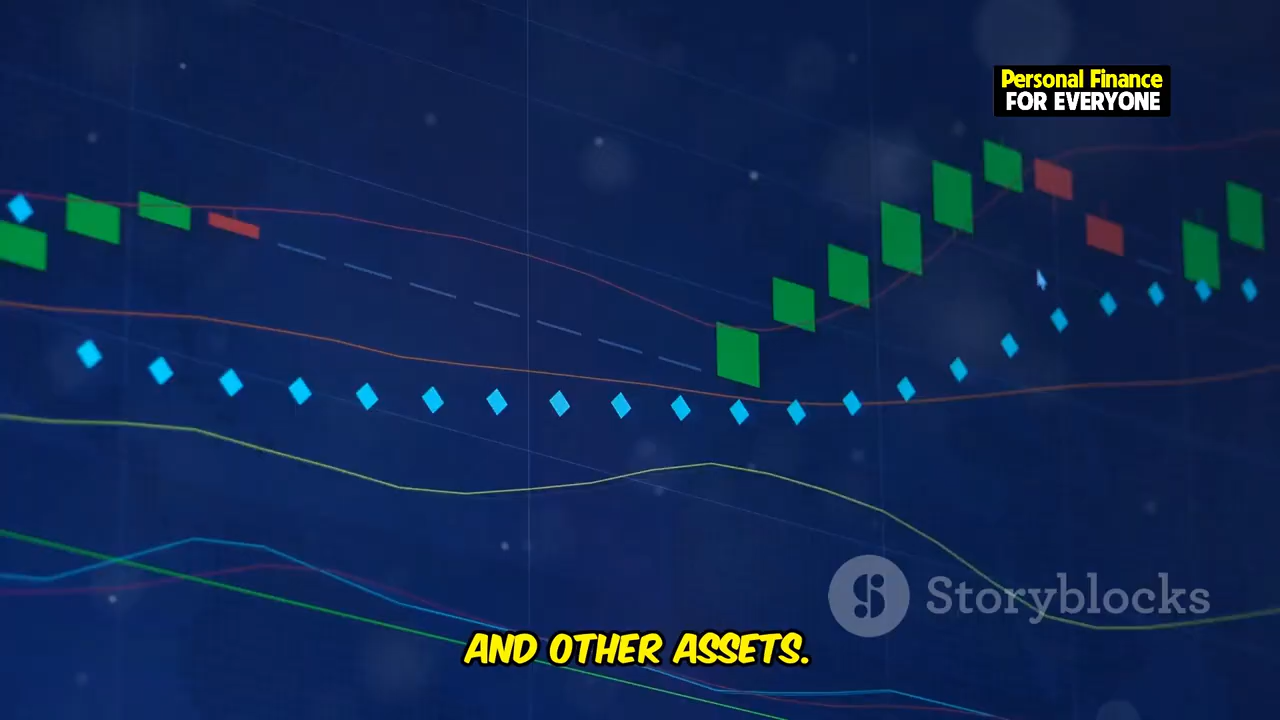 Personal Finance
FOR EVERYONE
Storyblocks
AND OTHER ASSETS.